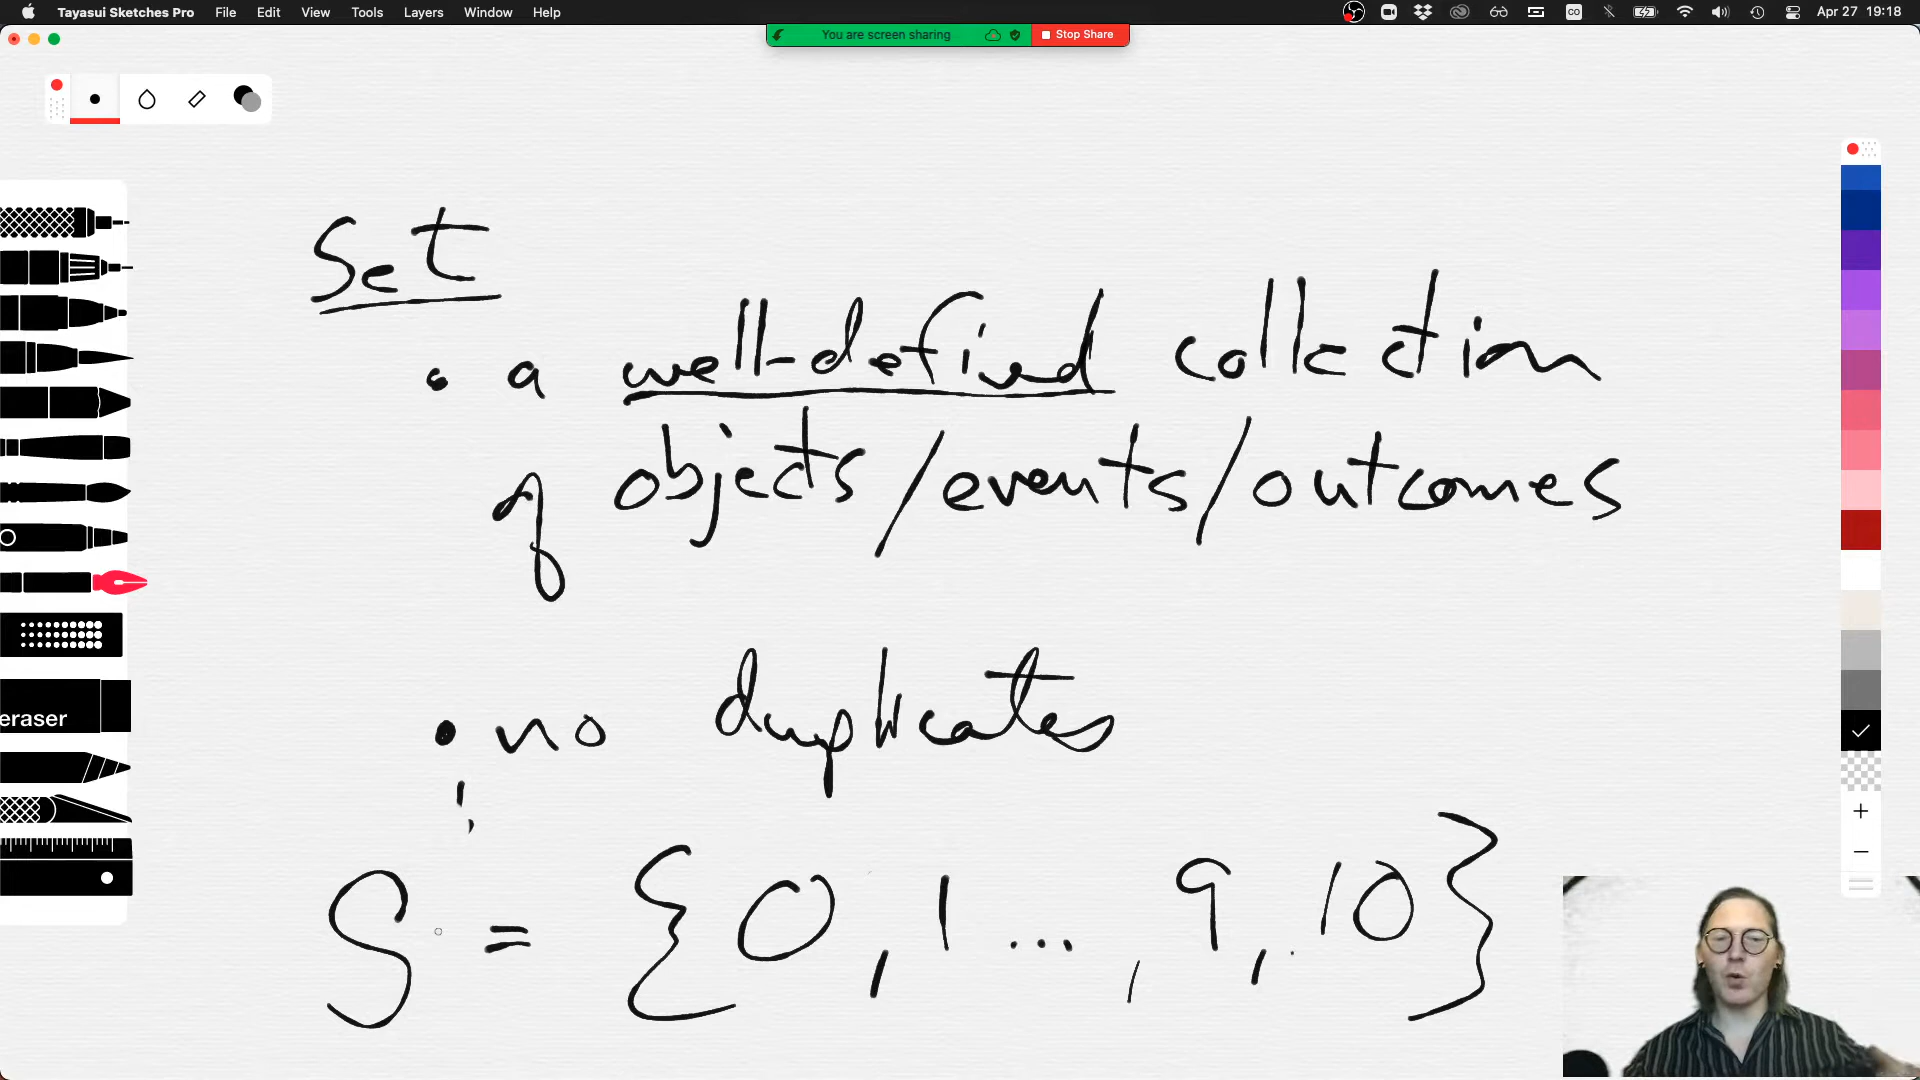 Tayasui Sketches Pro File Edit View Tools Layers Window Help CO Apr 27 19:18
You are screen sharing Stop Share
Set
• a well-defined collection
of objects/events/outcomes
• no duplicates
S = {0, 1 ..., 9, 10}
eraser